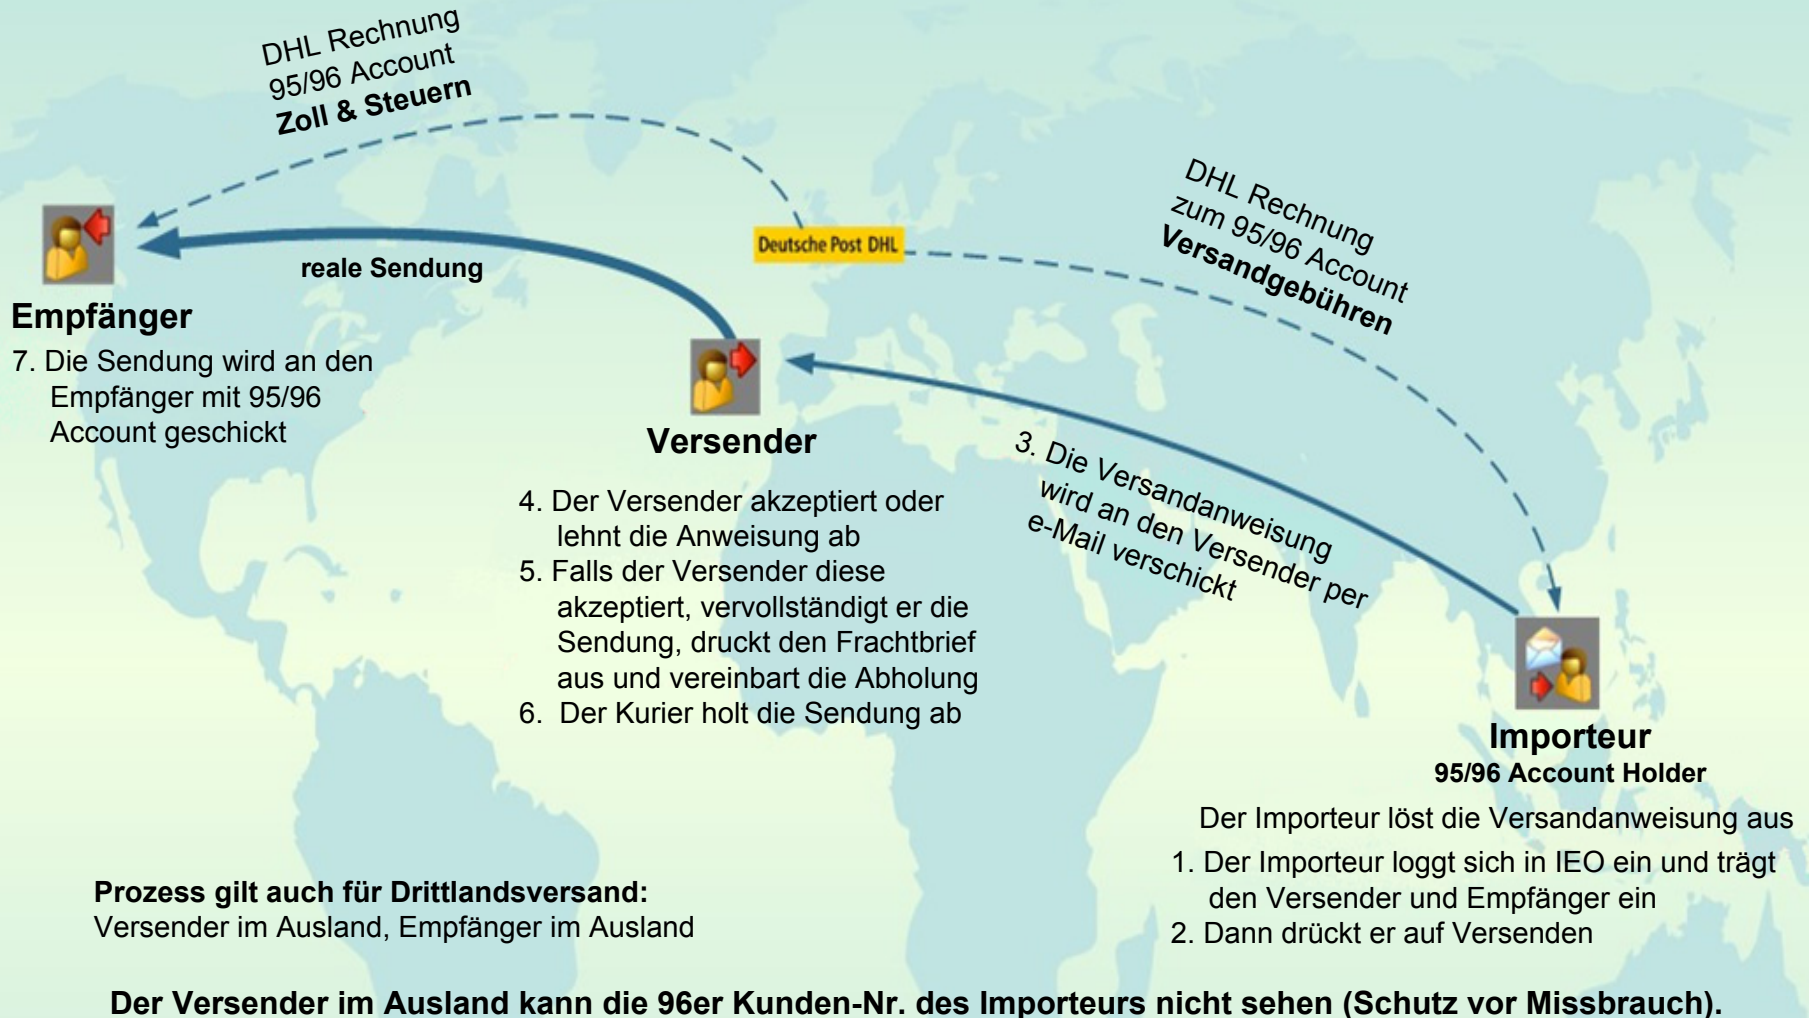 DHL Rechnung
95/96 Account
Zoll & Steuern
DHL Rechnung
zum 95/96 Account
Versandgebühren
Deutsche Post DHL
reale Sendung
Empfänger
7. Die Sendung wird an den
Empfänger mit 95/96
Account geschickt
Versender
3. Die Versandanweisung
wird an den Versender per
e-Mail verschickt
4. Der Versender akzeptiert oder
lehnt die Anweisung ab
5. Falls der Versender diese
akzeptiert, vervollständigt er die
Sendung, druckt den Frachtbrief
aus und vereinbart die Abholung
6. Der Kurier holt die Sendung ab
Importeur
95/96 Account Holder
Der Importeur löst die Versandanweisung aus
1. Der Importeur loggt sich in IEO ein und trägt
den Versender und Empfänger ein
2. Dann drückt er auf Versenden
Prozess gilt auch für Drittlandsversand:
Versender im Ausland, Empfänger im Ausland
Der Versender im Ausland kann die 96er Kunden-Nr. des Importeurs nicht sehen (Schutz vor Missbrauch).